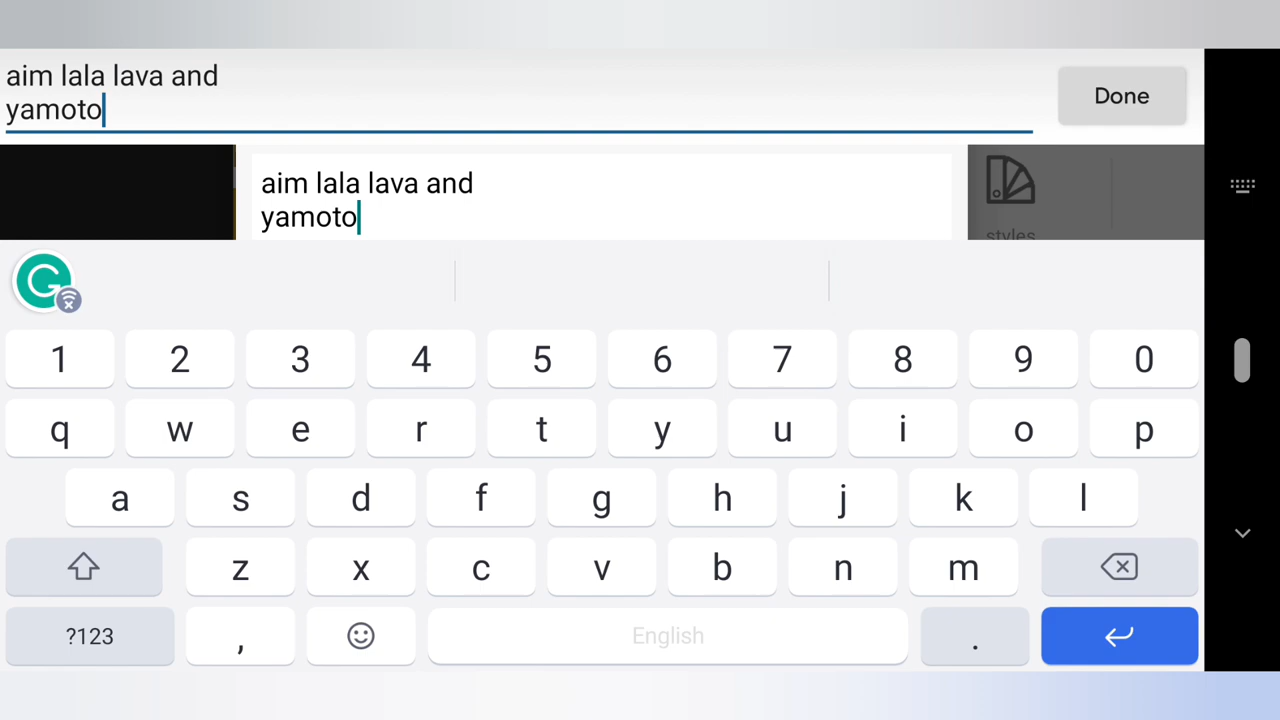 aim lala lava and
yamoto
Done
aim lala lava and
yamoto
styles
1 2 3 4 5 6 7 8 9 0
q w e r t y u i o p
a s d f g h j k l
z x c v b n m
?123 , English .